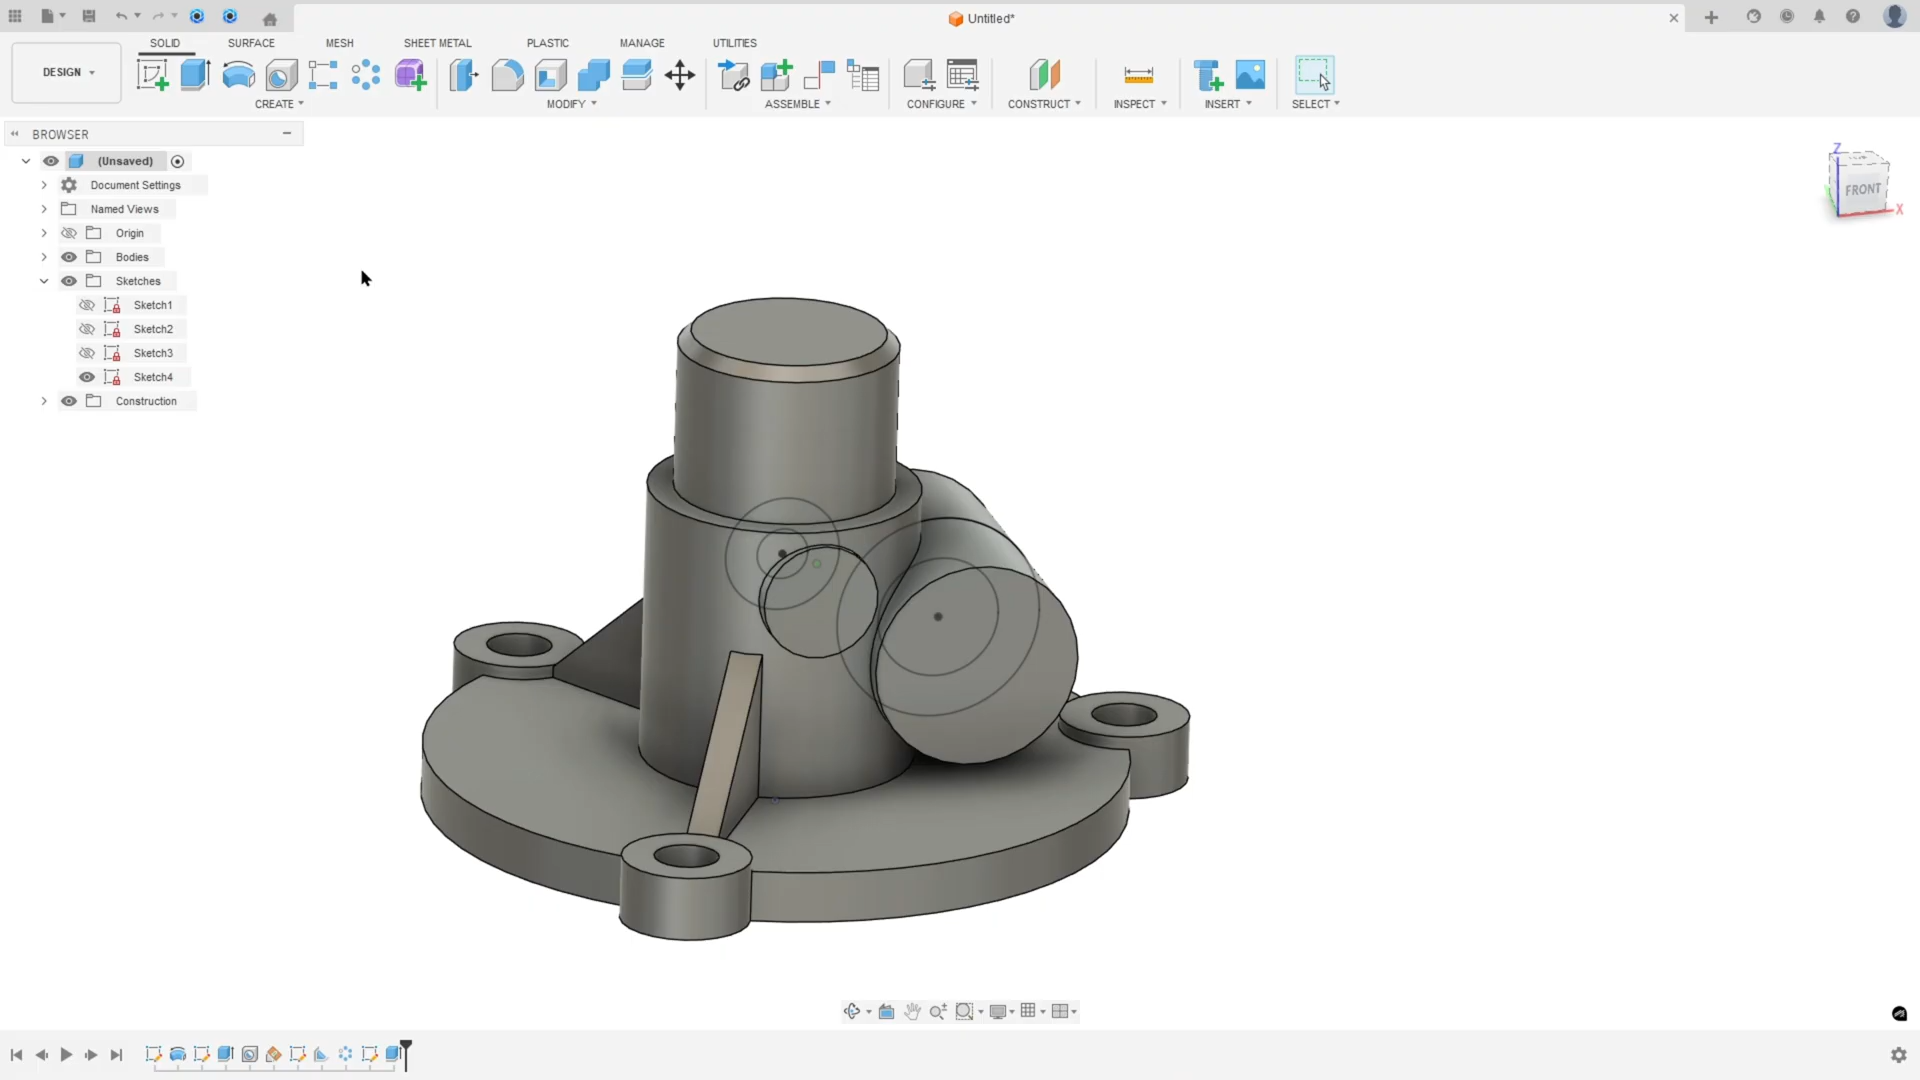 Untitled*
SOLID SURFACE MESH SHEET METAL PLASTIC MANAGE UTILITIES
DESIGN
CREATE MODIFY ASSEMBLE CONFIGURE CONSTRUCT INSPECT INSERT SELECT
BROWSER
(Unsaved)
Document Settings
Named Views
Origin
Bodies
Sketches
Sketch1
Sketch2
Sketch3
Sketch4
Construction
Z
FRONT
X